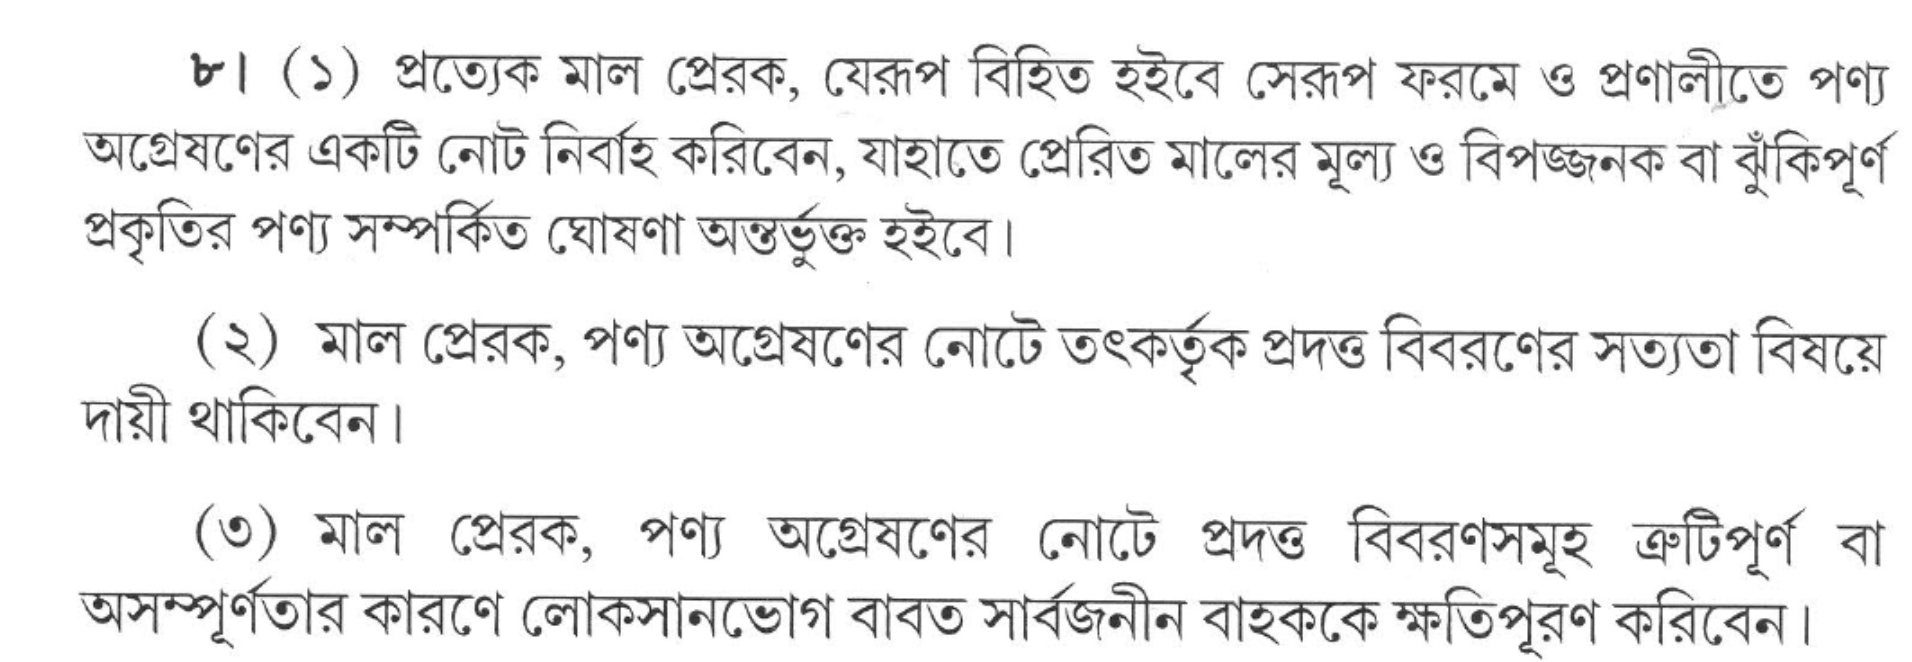 ৮। (১) প্রত্যেক মাল প্রেরক, যেরূপ বিহিত হইবে সেরূপ ফরমে ও প্রণালীতে পণ্য
অগ্রেষণের একটি নোট নির্বাহ করিবেন, যাহাতে প্রেরিত মালের মূল্য ও বিপজ্জনক বা ঝুঁকিপূর্ণ
প্রকৃতির পণ্য সম্পর্কিত ঘোষণা অন্তর্ভুক্ত হইবে।
(২) মাল প্রেরক, পণ্য অগ্রেষণের নোটে তৎকর্তৃক প্রদত্ত বিবরণের সত্যতা বিষয়ে
দায়ী থাকিবেন।
(৩) মাল প্রেরক, পণ্য অগ্রেষণের নোটে প্রদত্ত বিবরণসমূহ ত্রুটিপূর্ণ বা
অসম্পূর্ণতার কারণে লোকসানভোগ বাবত সার্বজনীন বাহককে ক্ষতিপূরণ করিবেন।